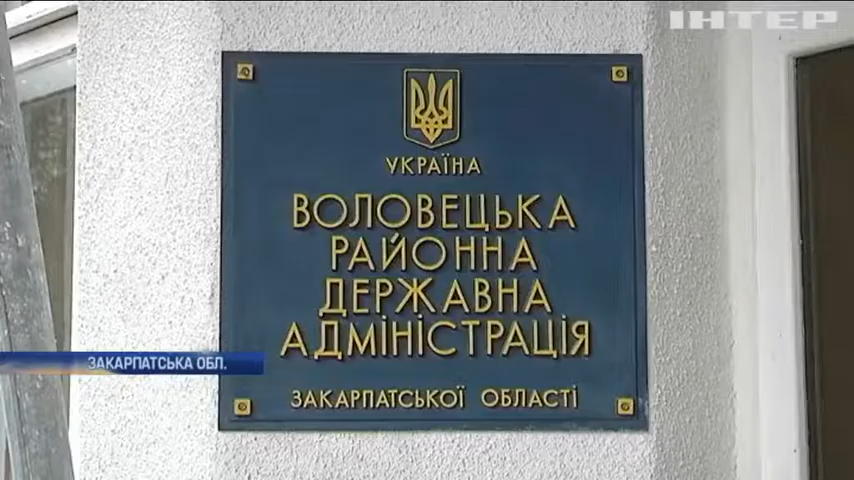 ІНТЕР
УКРАЇНА
ВОЛОВЕЦЬКА
РАЙОННА
ДЕРЖАВНА
АДМІНІСТРАЦІЯ
ЗАКАРПАТСЬКОЇ ОБЛАСТІ
ЗАКАРПАТСЬКА ОБЛ.